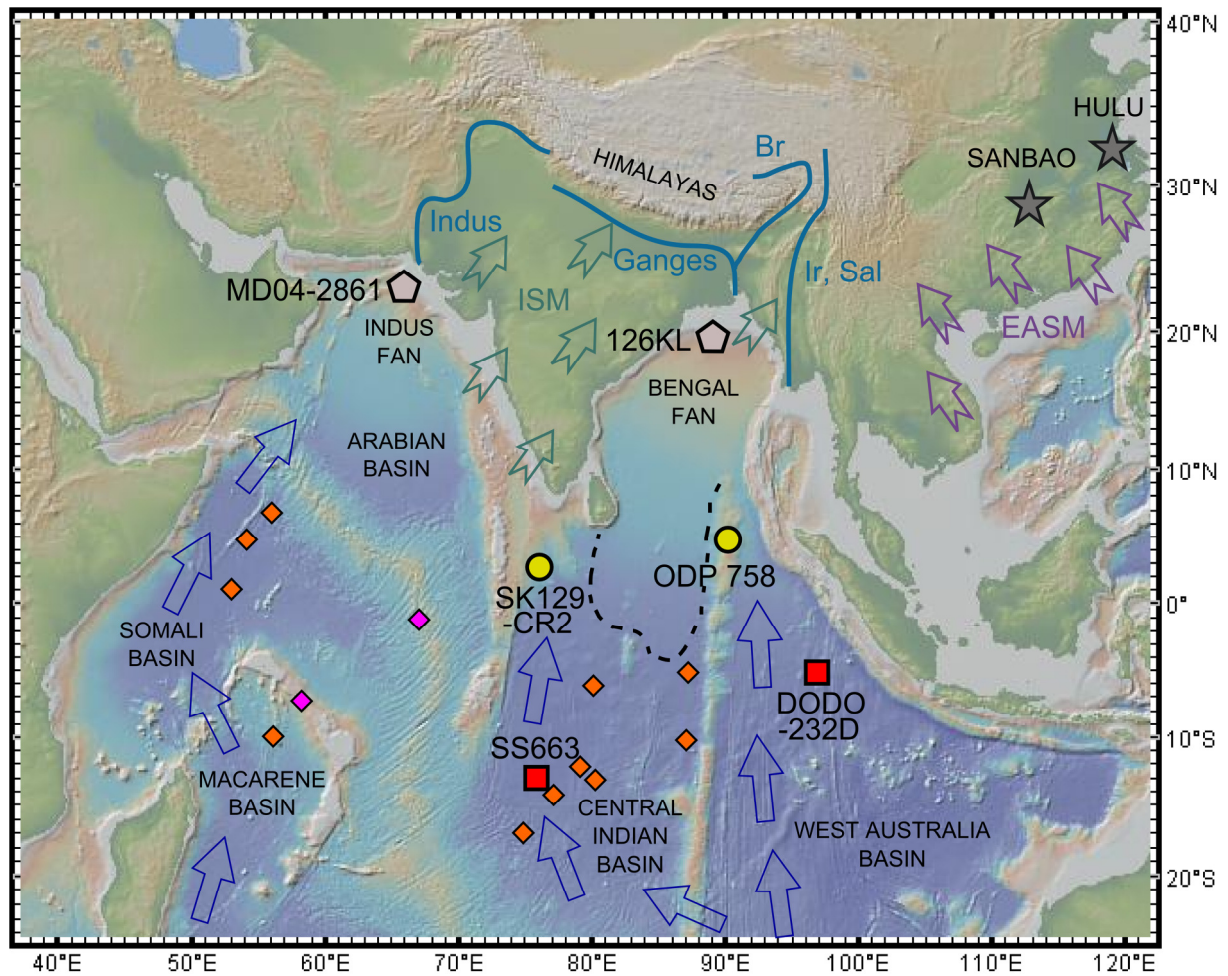 40°N
HULU
SANBAO
Br
HIMALAYAS
30°N
Indus
Ganges
Ir, Sal
MD04-2861
ISM
INDUS
FAN
126KL
20°N
EASM
BENGAL
FAN
ARABIAN
BASIN
10°N
ODP 758
SK129
-CR2
0°
SOMALI
BASIN
DODO
-232D
SS663
10°S
MACARENE
BASIN
CENTRAL
INDIAN
BASIN
WEST AUSTRALIA
BASIN
20°S
40°E
50°E
60°E
70°E
80°E
90°E
100°E
110°E
120°E